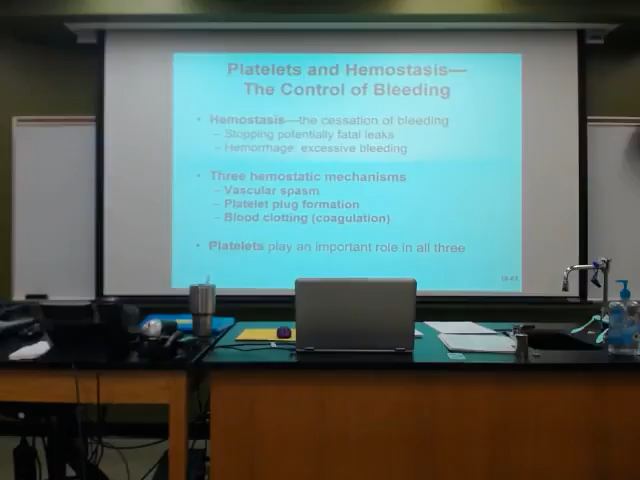 Platelets and Hemostasis—
The Control of Bleeding
• Hemostasis—the cessation of bleeding
– Stopping potentially fatal leaks
– Hemorrhage: excessive bleeding
• Three hemostatic mechanisms
– Vascular spasm
– Platelet plug formation
– Blood clotting (coagulation)
• Platelets play an important role in all three